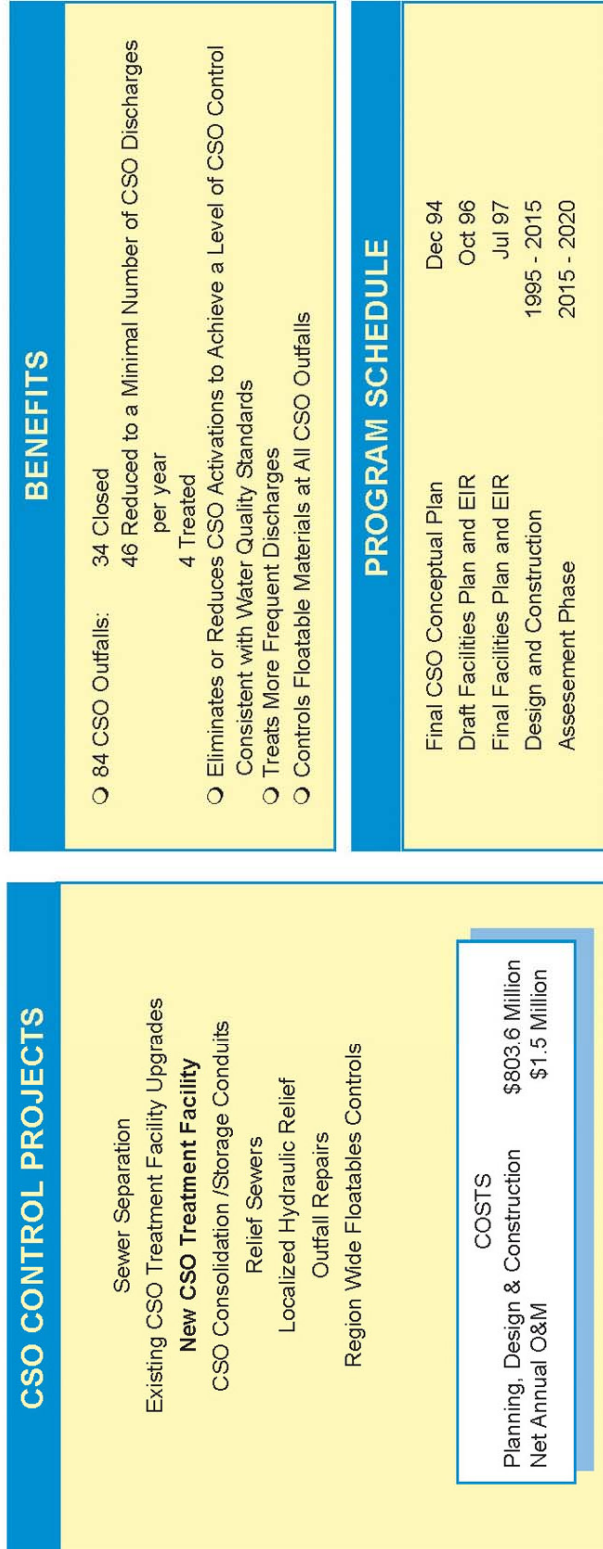 CSO CONTROL PROJECTS
Sewer Separation
Existing CSO Treatment Facility Upgrades
New CSO Treatment Facility
CSO Consolidation /Storage Conduits
Relief Sewers
Localized Hydraulic Relief
Outfall Repairs
Region Wide Floatables Controls
COSTS
Planning, Design & Construction $803.6 Million
Net Annual O&M $1.5 Million
BENEFITS
84 CSO Outfalls: 34 Closed
46 Reduced to a Minimal Number of CSO Discharges
per year
4 Treated
Eliminates or Reduces CSO Activations to Achieve a Level of CSO Control
Consistent with Water Quality Standards
Treats More Frequent Discharges
Controls Floatable Materials at All CSO Outfalls
PROGRAM SCHEDULE
Final CSO Conceptual Plan Dec 94
Draft Facilities Plan and EIR Oct 96
Final Facilities Plan and EIR Jul 97
Design and Construction 1995 - 2015
Assesement Phase 2015 - 2020